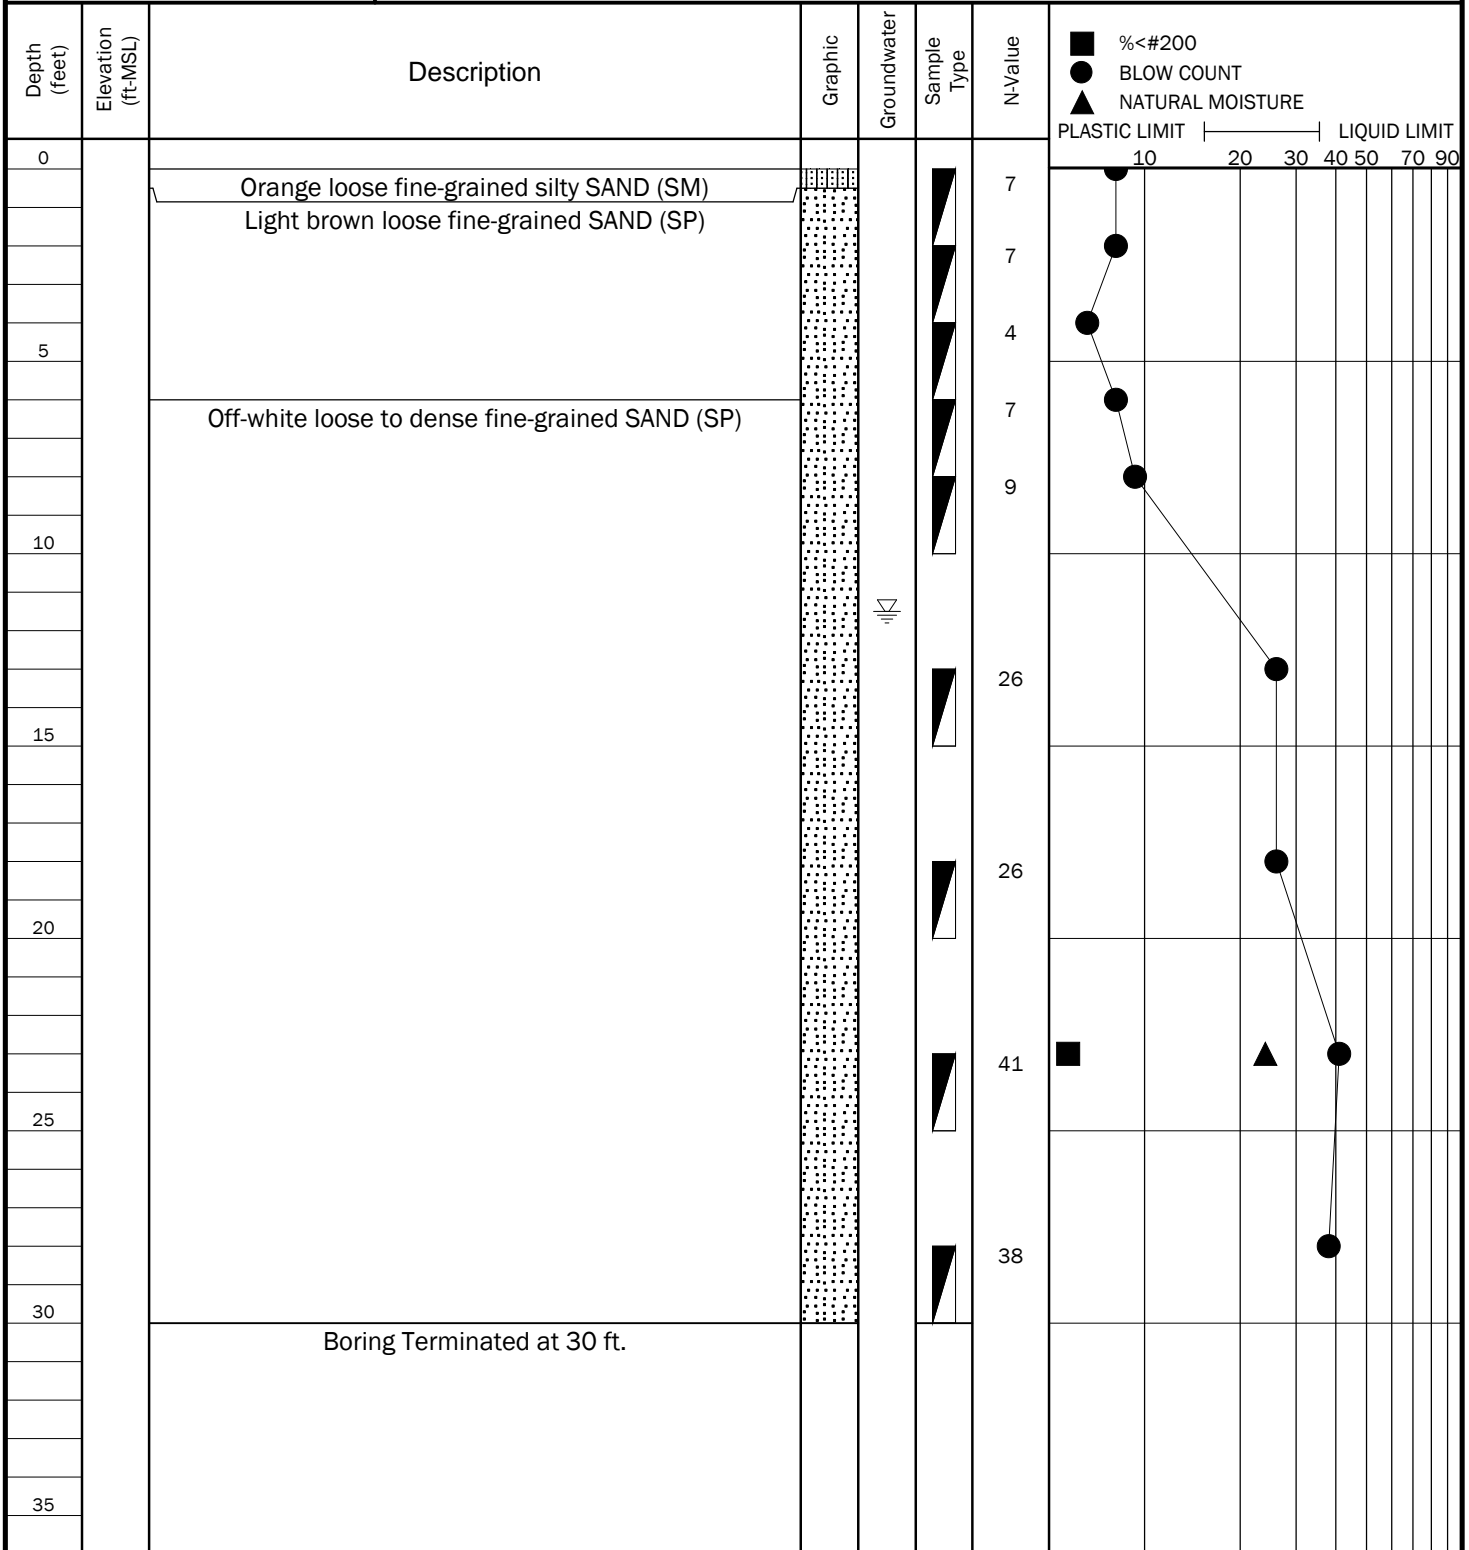 Depth
(feet)
Elevation
(ft-MSL)
Description
Graphic
Groundwater
Sample
Type
N-Value
%<#200
BLOW COUNT
NATURAL MOISTURE
PLASTIC LIMIT LIQUID LIMIT
10 20 30 40 50 70 90
0
Orange loose fine-grained silty SAND (SM)
7
Light brown loose fine-grained SAND (SP)
7
4
5
Off-white loose to dense fine-grained SAND (SP)
7
9
10
26
15
26
20
41
25
38
30
Boring Terminated at 30 ft.
35